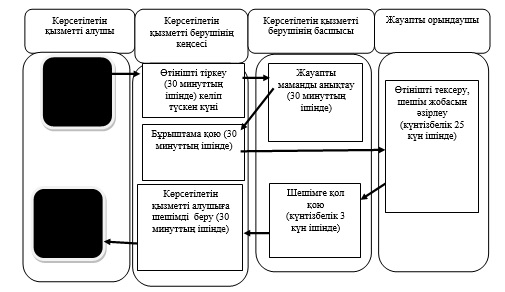 Көрсетілетін
қызметті алушы
Көрсетілетін
қызметті берушінің
кеңсесі
Көрсетілетін қызметті
берушінің басшысы
Жауапты орындаушы
Өтінішті тіркеу
(30 минуттың
ішінде) келіп
түскен күні
Жауапты
маманды анықтау
(30 минуттың
ішінде)
Өтінішті тексеру,
шешім жобасын
әзірлеу
(күнтізбелік 25
күн ішінде)
Бұрыштама қою (30
минуттың ішінде)
Көрсетілетін
қызметті алушыға
шешімді беру (30
минуттың ішінде)
Шешімге қол
қою
(күнтізбелік 3
күн ішінде)